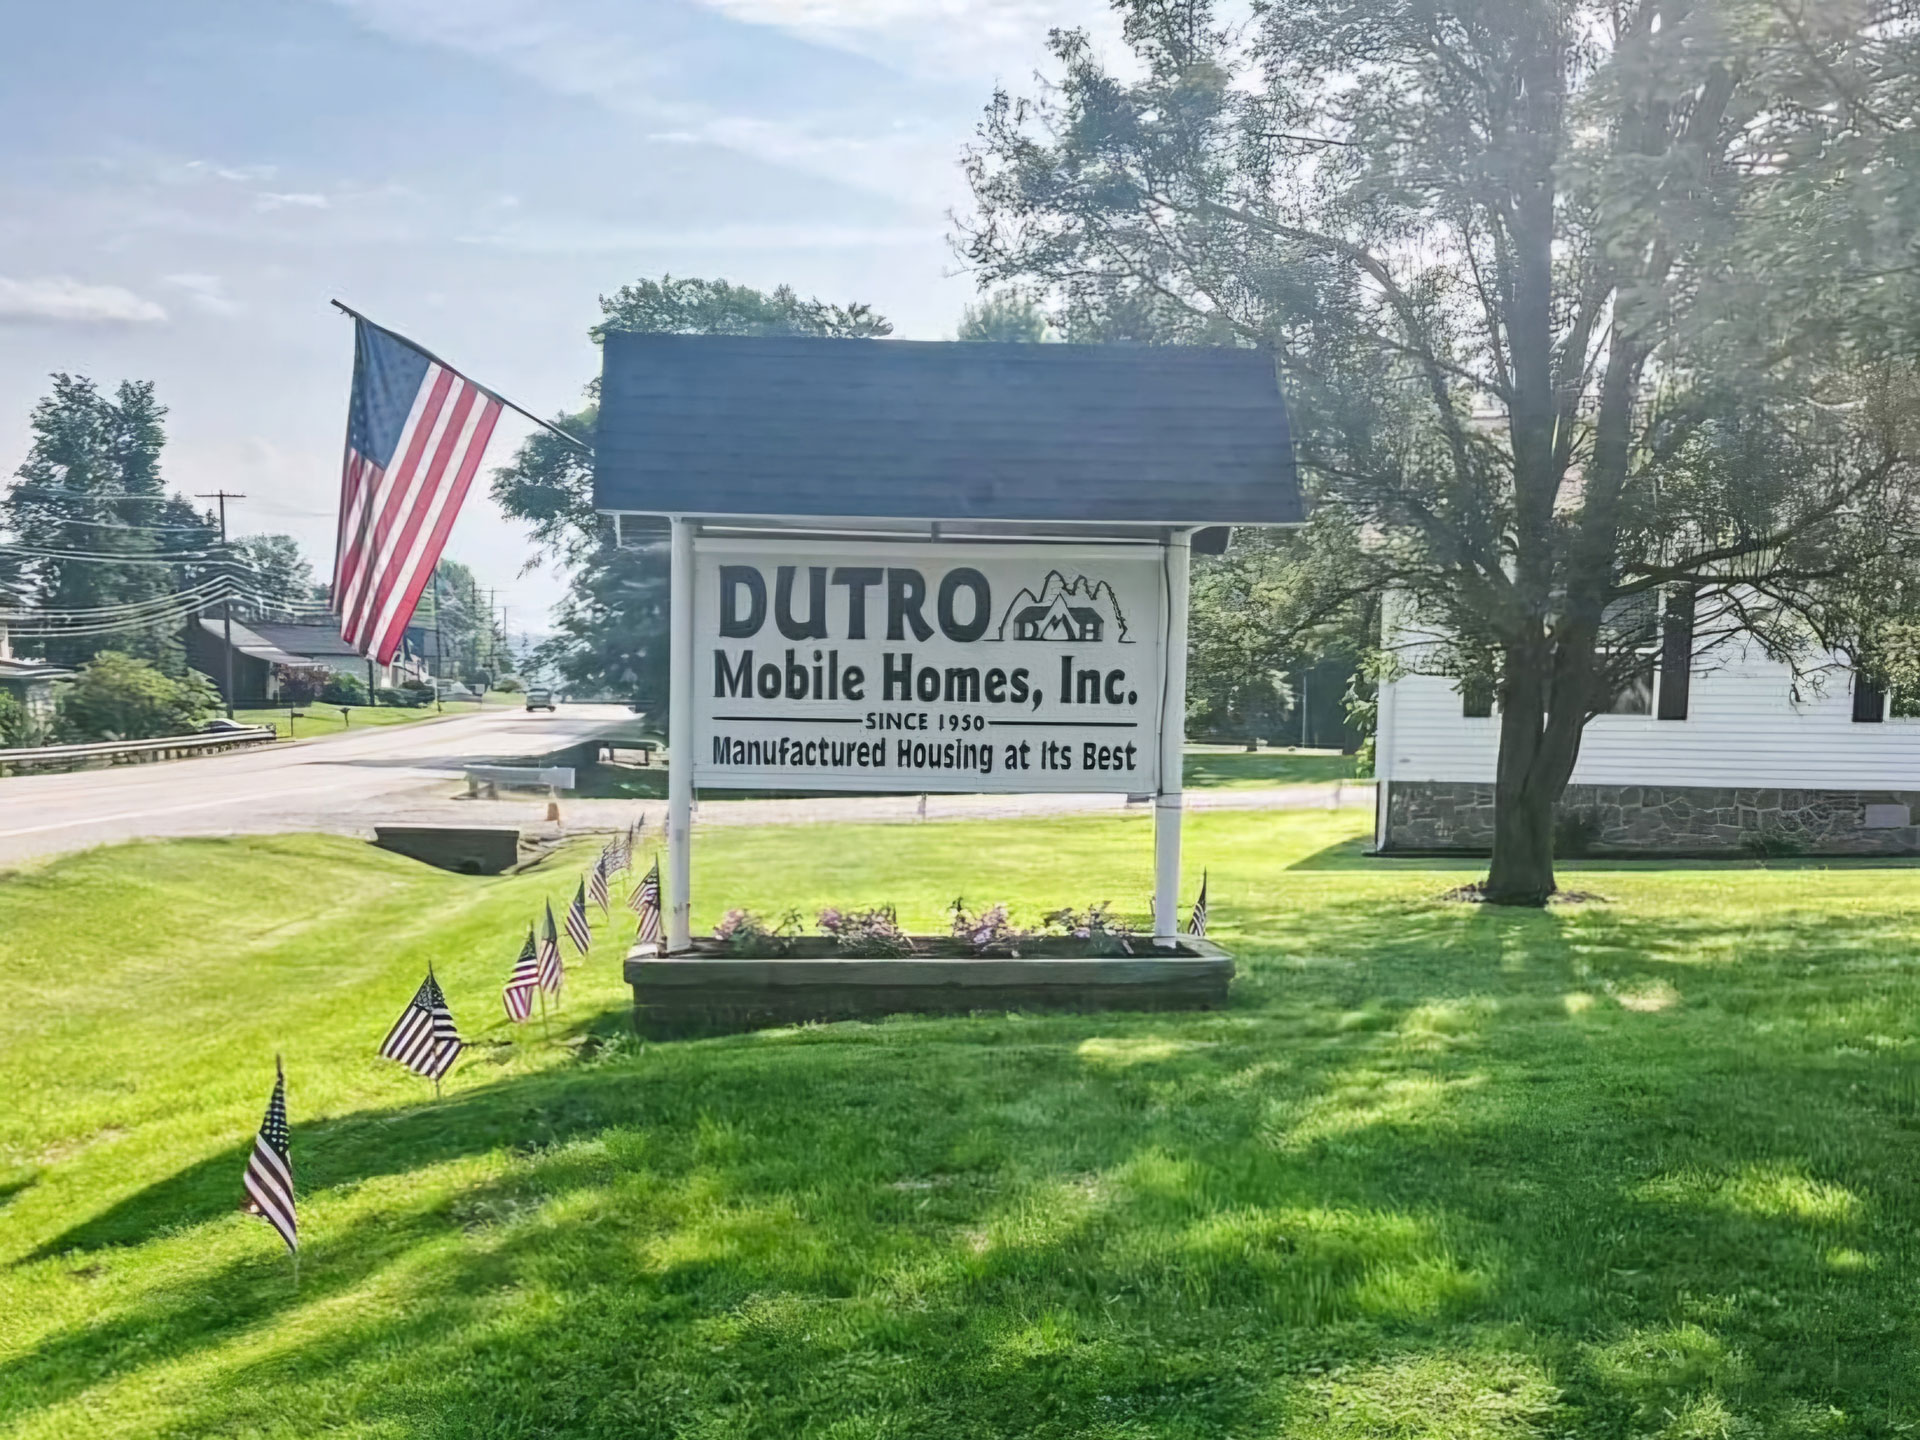 DUTRO
DMH
Mobile Homes, Inc.
SINCE 1950
Manufactured Housing at Its Best